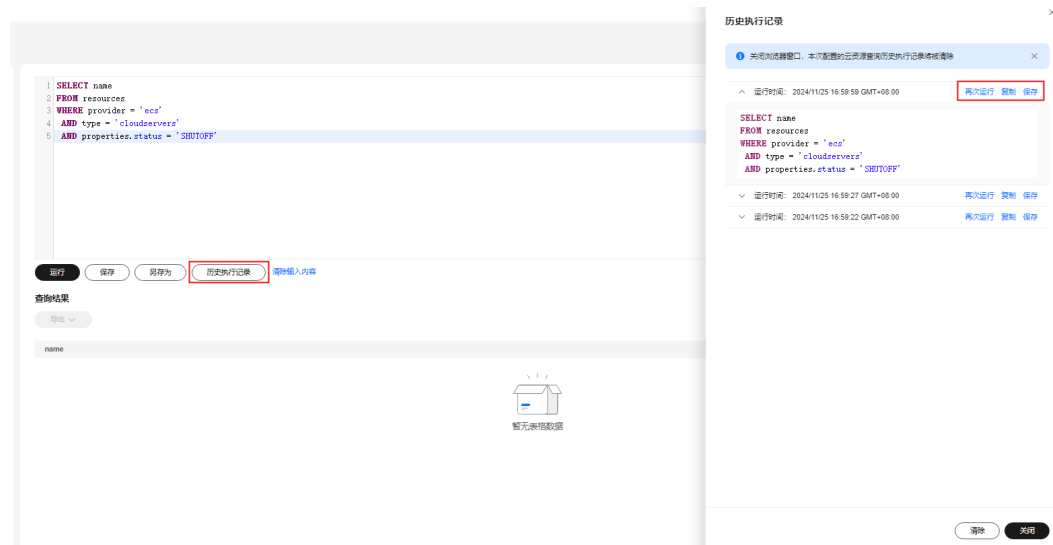 1 SELECT name
2 FROM resources
3 WHERE provider = 'ecs'
4 AND type = 'cloudservers'
5 AND properties.status = 'SHUTOFF'
运行 保存 另存为 历史执行记录 清除输入内容
查询结果
导出
name
暂无表格数据
历史执行记录
关闭浏览器窗口，本次配置的云资源查询历史执行记录将被清除
运行时间： 2024/11/25 16:59:59 GMT+08:00 再次运行 复制 保存
SELECT name
FROM resources
WHERE provider = 'ecs'
AND type = 'cloudservers'
AND properties.status = 'SHUTOFF'
运行时间： 2024/11/25 16:59:27 GMT+08:00 再次运行 复制 保存
运行时间： 2024/11/25 16:59:22 GMT+08:00 再次运行 复制 保存
清除 关闭